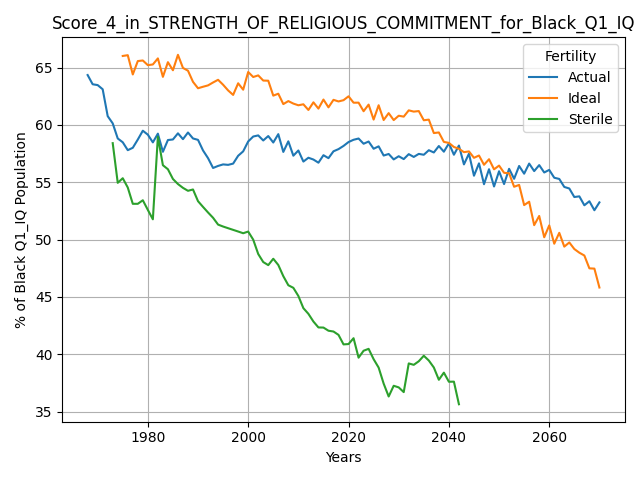 Score_4_in_STRENGTH_OF_RELIGIOUS_COMMITMENT_for_Black_Q1_IQ
Fertility
Actual
Ideal
Sterile
% of Black Q1_IQ Population
65
60
55
50
45
40
35
1980
2000
2020
2040
2060
Years